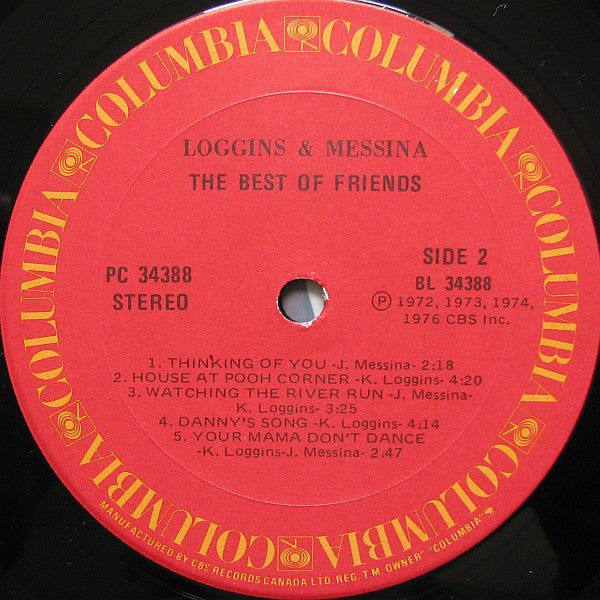 COLUMBIA COLUMBIA COLUMBIA COLUMBIA COLUMBIA COLUMBIA
LOGGINS & MESSINA
THE BEST OF FRIENDS
PC 34388
STEREO
SIDE 2
BL 34388
Ⓟ 1972, 1973, 1974,
1976 CBS Inc.
1. THINKING OF YOU -J. Messina- 2:18
2. HOUSE AT POOH CORNER -K. Loggins- 4:20
3. WATCHING THE RIVER RUN -J. Messina-
K. Loggins- 3:25
4. DANNY'S SONG -K. Loggins- 4:14
5. YOUR MAMA DON'T DANCE
-K. Loggins-J. Messina- 2.47
MANUFACTURED BY CBS RECORDS CANADA LTD. REG. T.M. OWNER "COLUMBIA"